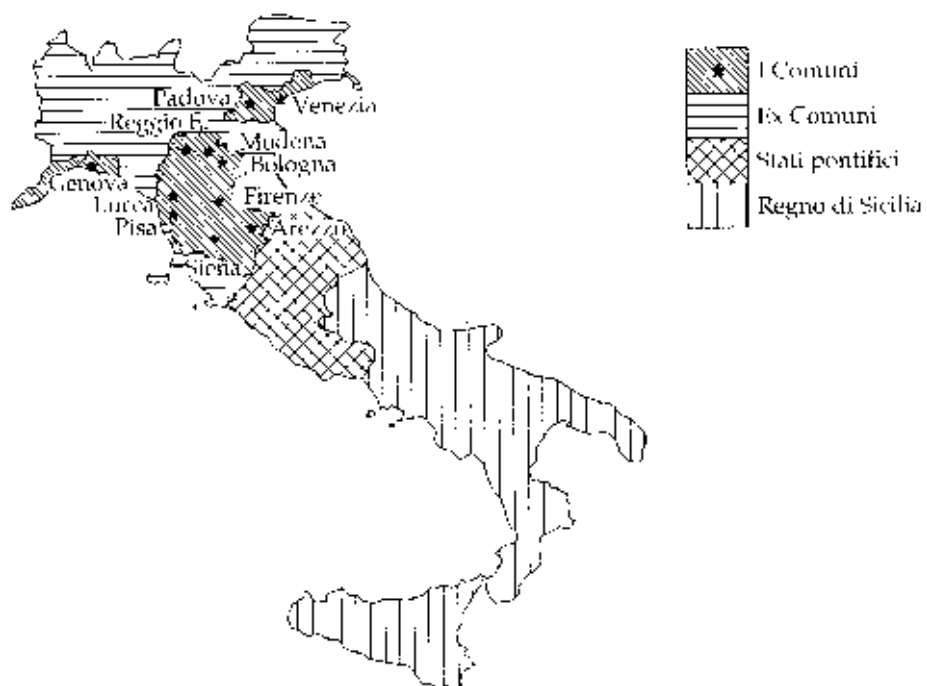 Padova
Venezia
Reggio E.
Modena
Bologna
Genova
Firenze
Lucca
Arezzo
Pisa
Siena
I Comuni
Ex Comuni
Stati pontifici
Regno di Sicilia